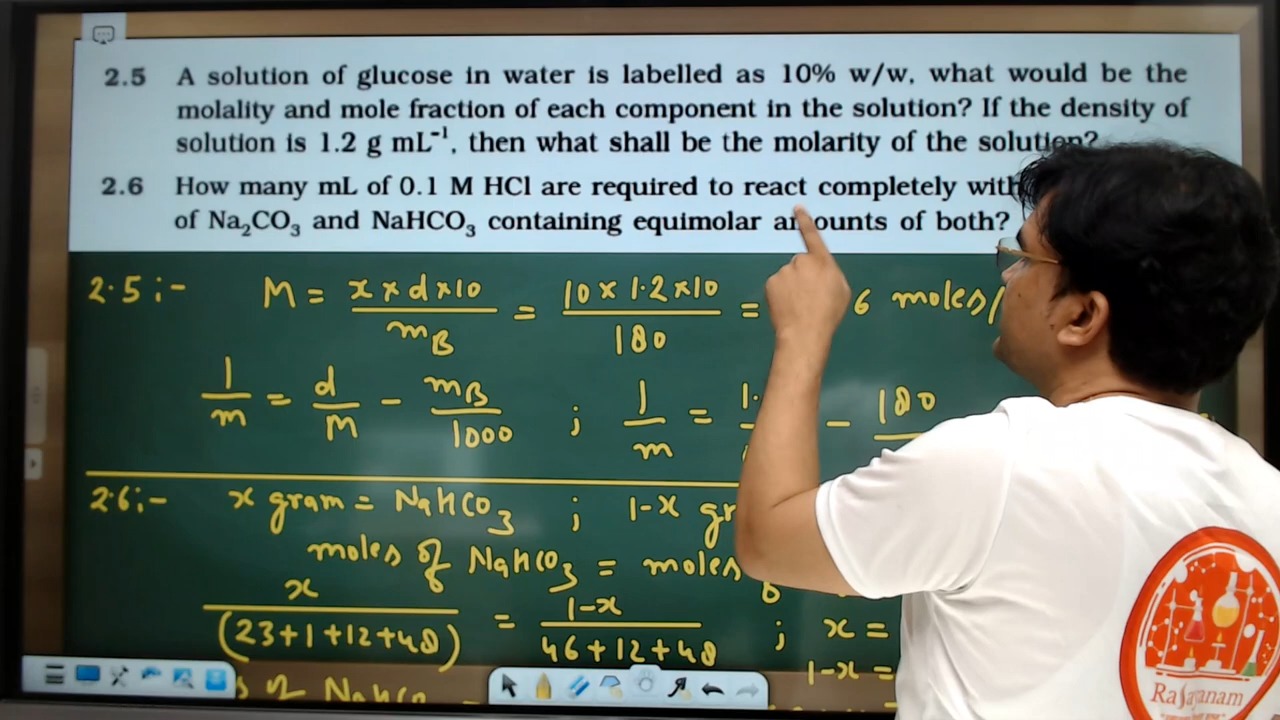 2.5 A solution of glucose in water is labelled as 10% w/w, what would be the
molality and mole fraction of each component in the solution? If the density of
solution is 1.2 g mL⁻¹, then what shall be the molarity of the solution?
2.6 How many mL of 0.1 M HCl are required to react completely with
of Na₂CO₃ and NaHCO₃ containing equimolar amounts of both?
2.5 :- M = x × d × 10 / m_B = 10 × 1.2 × 10 / 180 = 6 moles/
1/m = d/M - m_B/1000 ; 1/m = 1. - 180
2.6 :- x gram = NaHCO₃ ; 1-x gr
moles of NaHCO₃ = moles
x / (23+1+12+48) = 1-x / 46+12+48 ; x =
1-x =
Rasayanam